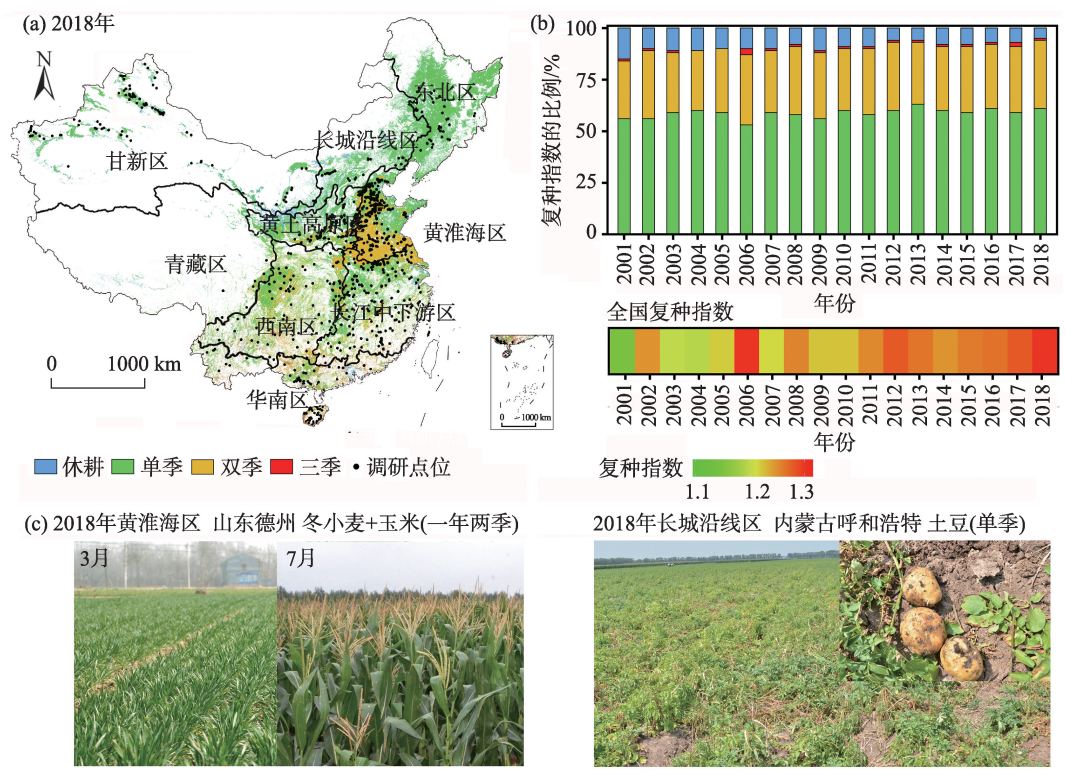 (a) 2018年
N
东北区
长城沿线区
甘新区
黄土高原区
黄淮海区
青藏区
长江中下游区
西南区
华南区
0 1000 km
0 1000 km
休耕 单季 双季 三季 调研点位
(b)
复种指数的比例/%
100
75
50
25
0
2001 2002 2003 2004 2005 2006 2007 2008 2009 2010 2011 2012 2013 2014 2015 2016 2017 2018
年份
全国复种指数
2001 2002 2003 2004 2005 2006 2007 2008 2009 2010 2011 2012 2013 2014 2015 2016 2017 2018
年份
复种指数
1.1 1.2 1.3
(c) 2018年黄淮海区 山东德州 冬小麦+玉米(一年两季)
3月
7月
2018年长城沿线区 内蒙古呼和浩特 土豆(单季)